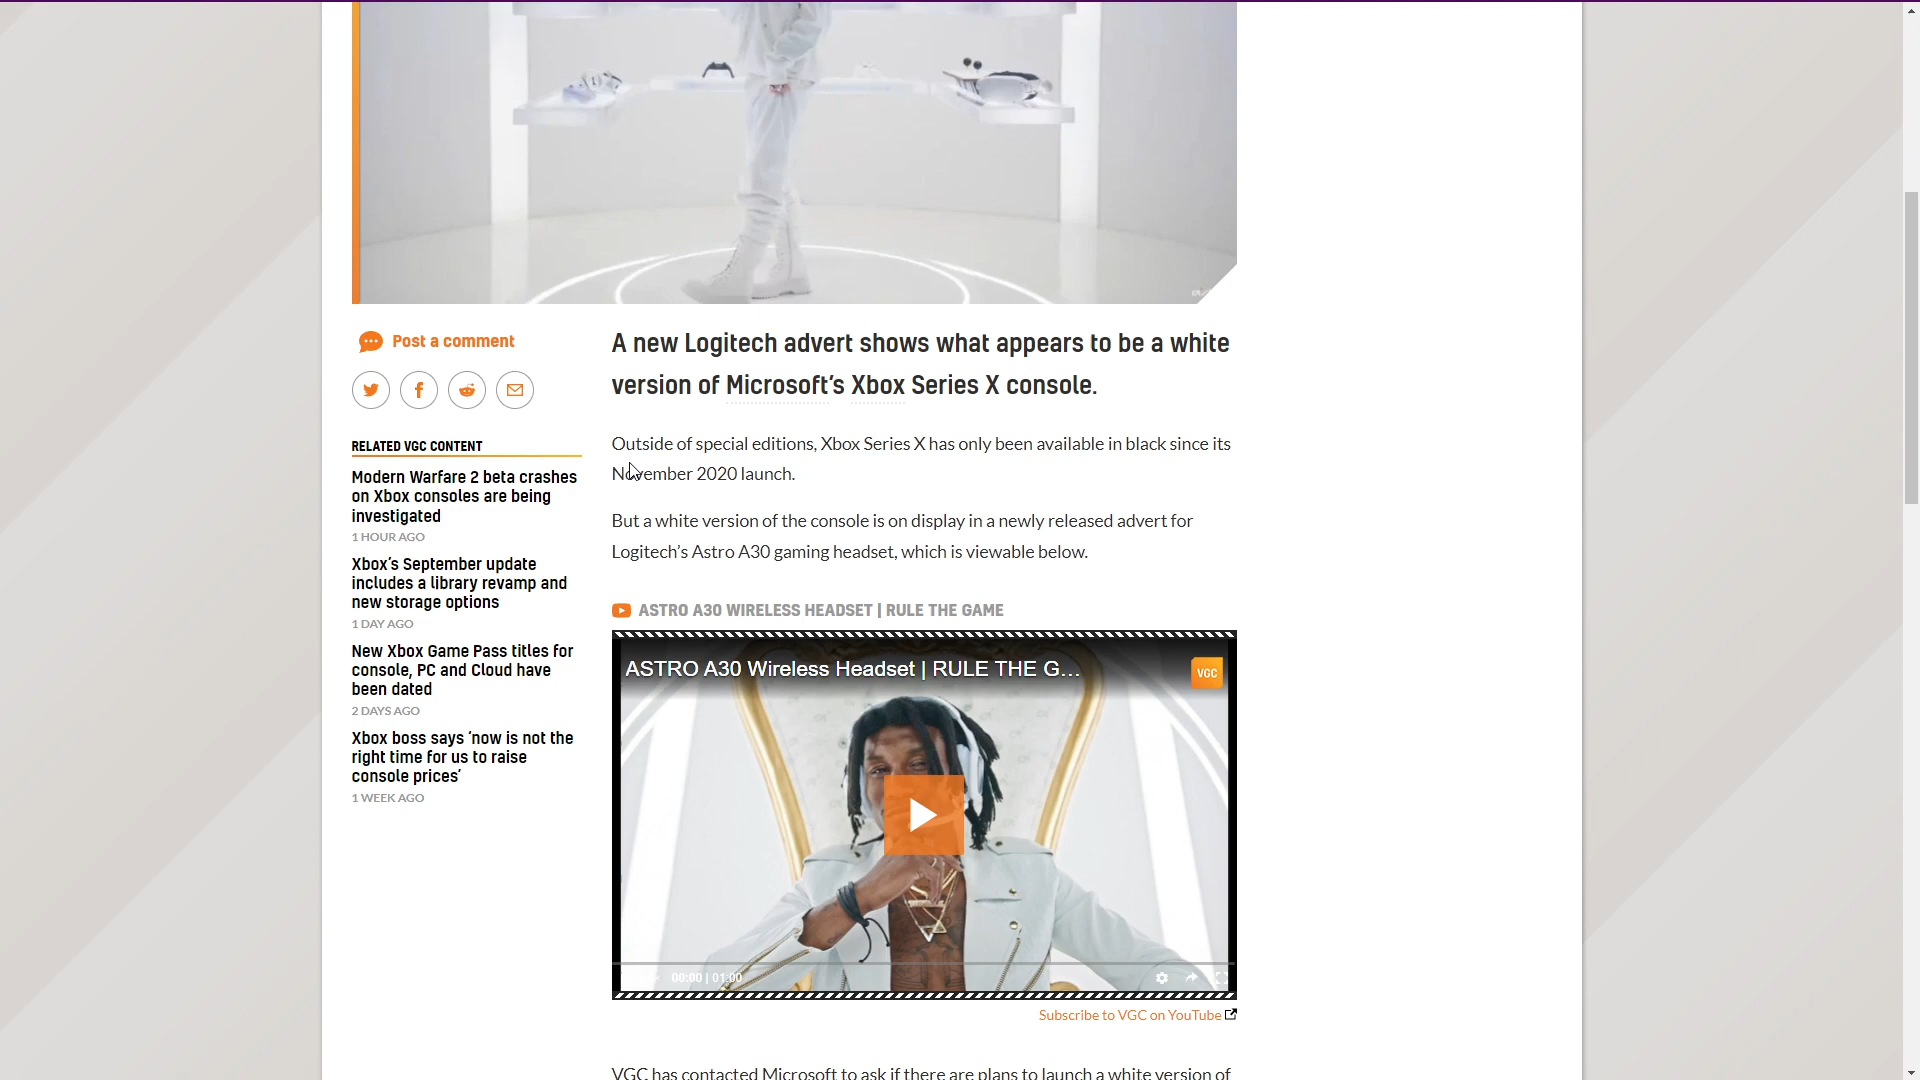 Post a comment
A new Logitech advert shows what appears to be a white
version of Microsoft's Xbox Series X console.
RELATED VGC CONTENT
Modern Warfare 2 beta crashes
on Xbox consoles are being
investigated
1 HOUR AGO
Xbox's September update
includes a library revamp and
new storage options
1 DAY AGO
New Xbox Game Pass titles for
console, PC and Cloud have
been dated
2 DAYS AGO
Xbox boss says ‘now is not the
right time for us to raise
console prices’
1 WEEK AGO
Outside of special editions, Xbox Series X has only been available in black since its
November 2020 launch.
But a white version of the console is on display in a newly released advert for
Logitech's Astro A30 gaming headset, which is viewable below.
ASTRO A30 WIRELESS HEADSET | RULE THE GAME
ASTRO A30 Wireless Headset | RULE THE G...
VGC
00:00 | 01:00
Subscribe to VGC on YouTube
VGC has contacted Microsoft to ask if there are plans to launch a white version of